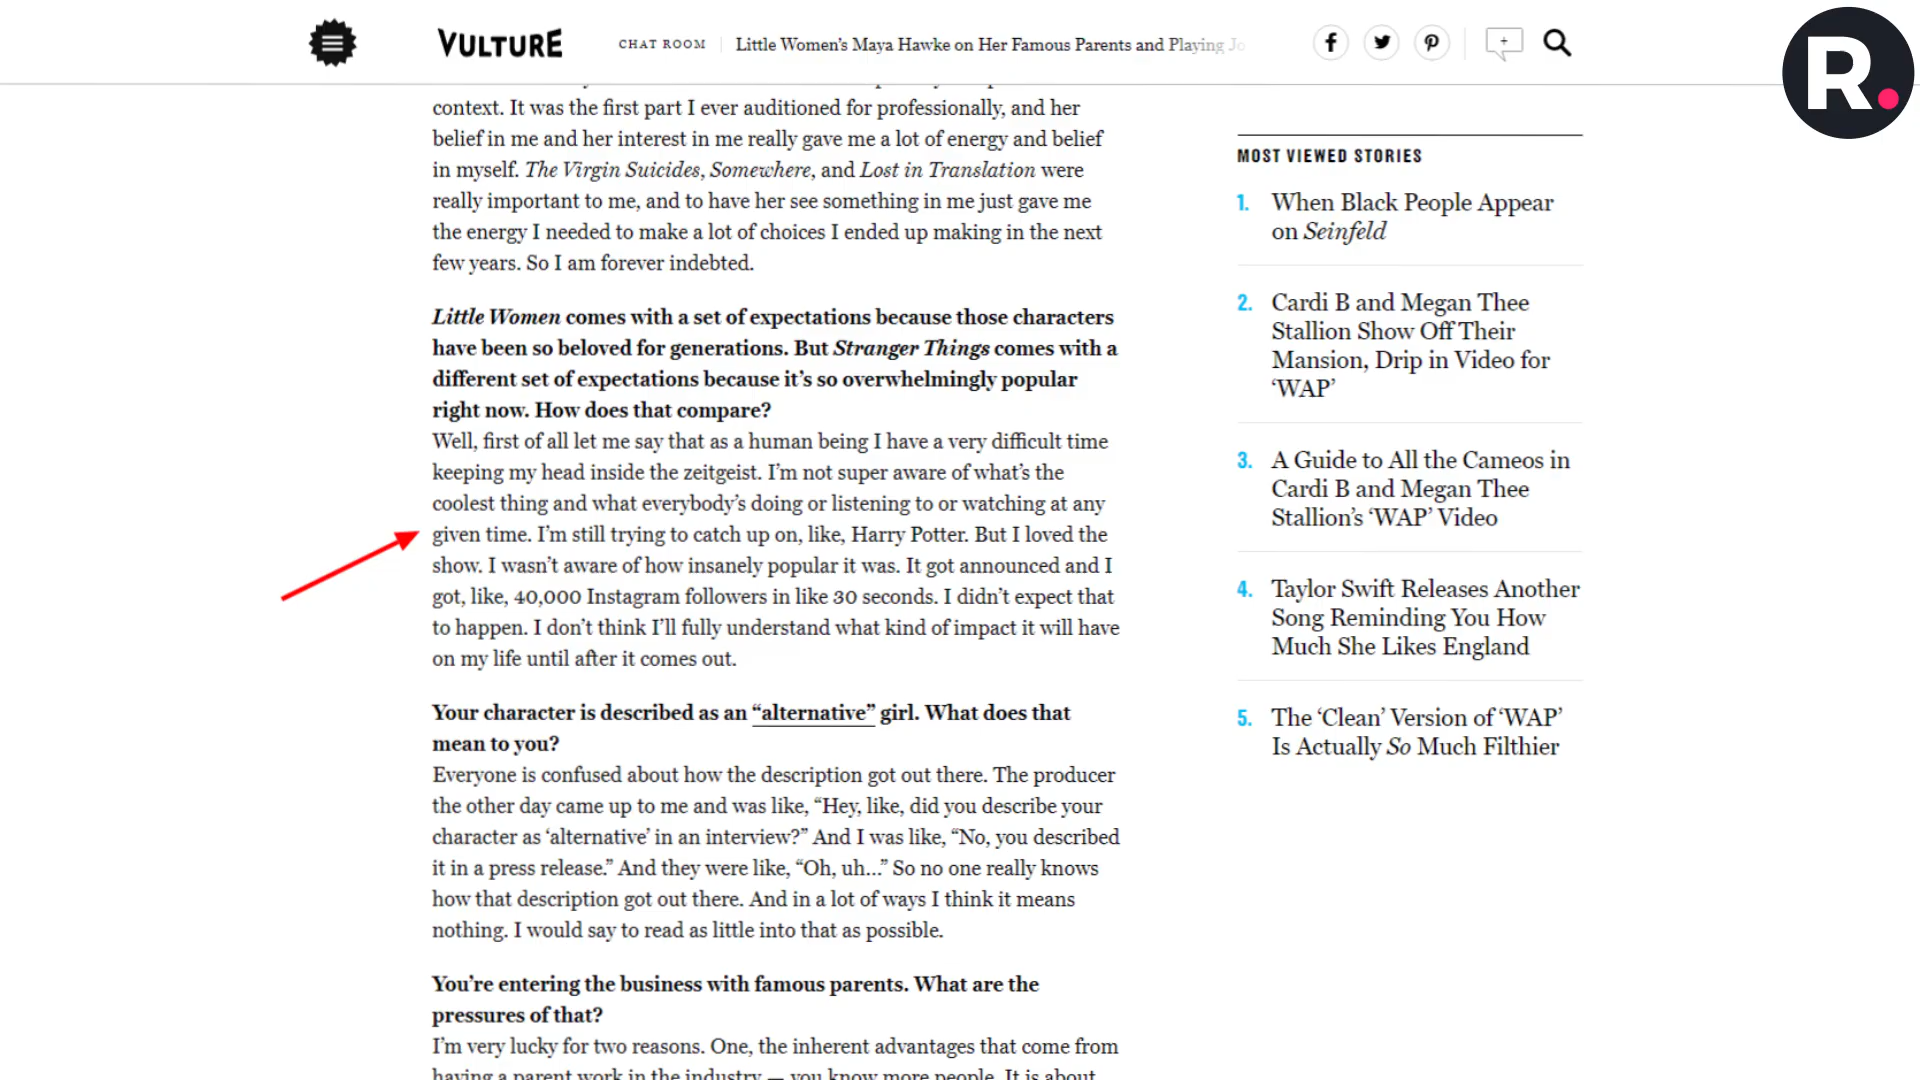 VULTURE
CHAT ROOM
Little Women's Maya Hawke on Her Famous Parents and Playing Jo
R.
context. It was the first part I ever auditioned for professionally, and her
belief in me and her interest in me really gave me a lot of energy and belief
in myself. The Virgin Suicides, Somewhere, and Lost in Translation were
really important to me, and to have her see something in me just gave me
the energy I needed to make a lot of choices I ended up making in the next
few years. So I am forever indebted.
Little Women comes with a set of expectations because those characters
have been so beloved for generations. But Stranger Things comes with a
different set of expectations because it’s so overwhelmingly popular
right now. How does that compare?
Well, first of all let me say that as a human being I have a very difficult time
keeping my head inside the zeitgeist. I’m not super aware of what’s the
coolest thing and what everybody’s doing or listening to or watching at any
given time. I’m still trying to catch up on, like, Harry Potter. But I loved the
show. I wasn’t aware of how insanely popular it was. It got announced and I
got, like, 40,000 Instagram followers in like 30 seconds. I didn’t expect that
to happen. I don’t think I’ll fully understand what kind of impact it will have
on my life until after it comes out.
Your character is described as an “alternative” girl. What does that
mean to you?
Everyone is confused about how the description got out there. The producer
the other day came up to me and was like, “Hey, like, did you describe your
character as ‘alternative’ in an interview?” And I was like, “No, you described
it in a press release.” And they were like, “Oh, uh…” So no one really knows
how that description got out there. And in a lot of ways I think it means
nothing. I would say to read as little into that as possible.
You’re entering the business with famous parents. What are the
pressures of that?
I’m very lucky for two reasons. One, the inherent advantages that come from
having a parent work in the industry — you know more people. It is about
MOST VIEWED STORIES
1. When Black People Appear
on Seinfeld
2. Cardi B and Megan Thee
Stallion Show Off Their
Mansion, Drip in Video for
‘WAP’
3. A Guide to All the Cameos in
Cardi B and Megan Thee
Stallion’s ‘WAP’ Video
4. Taylor Swift Releases Another
Song Reminding You How
Much She Likes England
5. The ‘Clean’ Version of ‘WAP’
Is Actually So Much Filthier